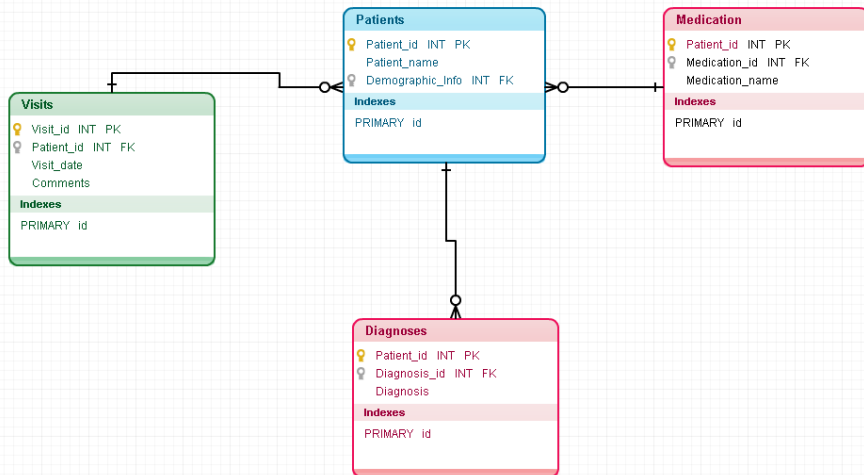 Patients
Patient_id INT PK
Patient_name
Demographic_Info INT FK
Indexes
PRIMARY id
Medication
Patient_id INT PK
Medication_id INT FK
Medication_name
Indexes
PRIMARY id
Visits
Visit_id INT PK
Patient_id INT FK
Visit_date
Comments
Indexes
PRIMARY id
Diagnoses
Patient_id INT PK
Diagnosis_id INT FK
Diagnosis
Indexes
PRIMARY id